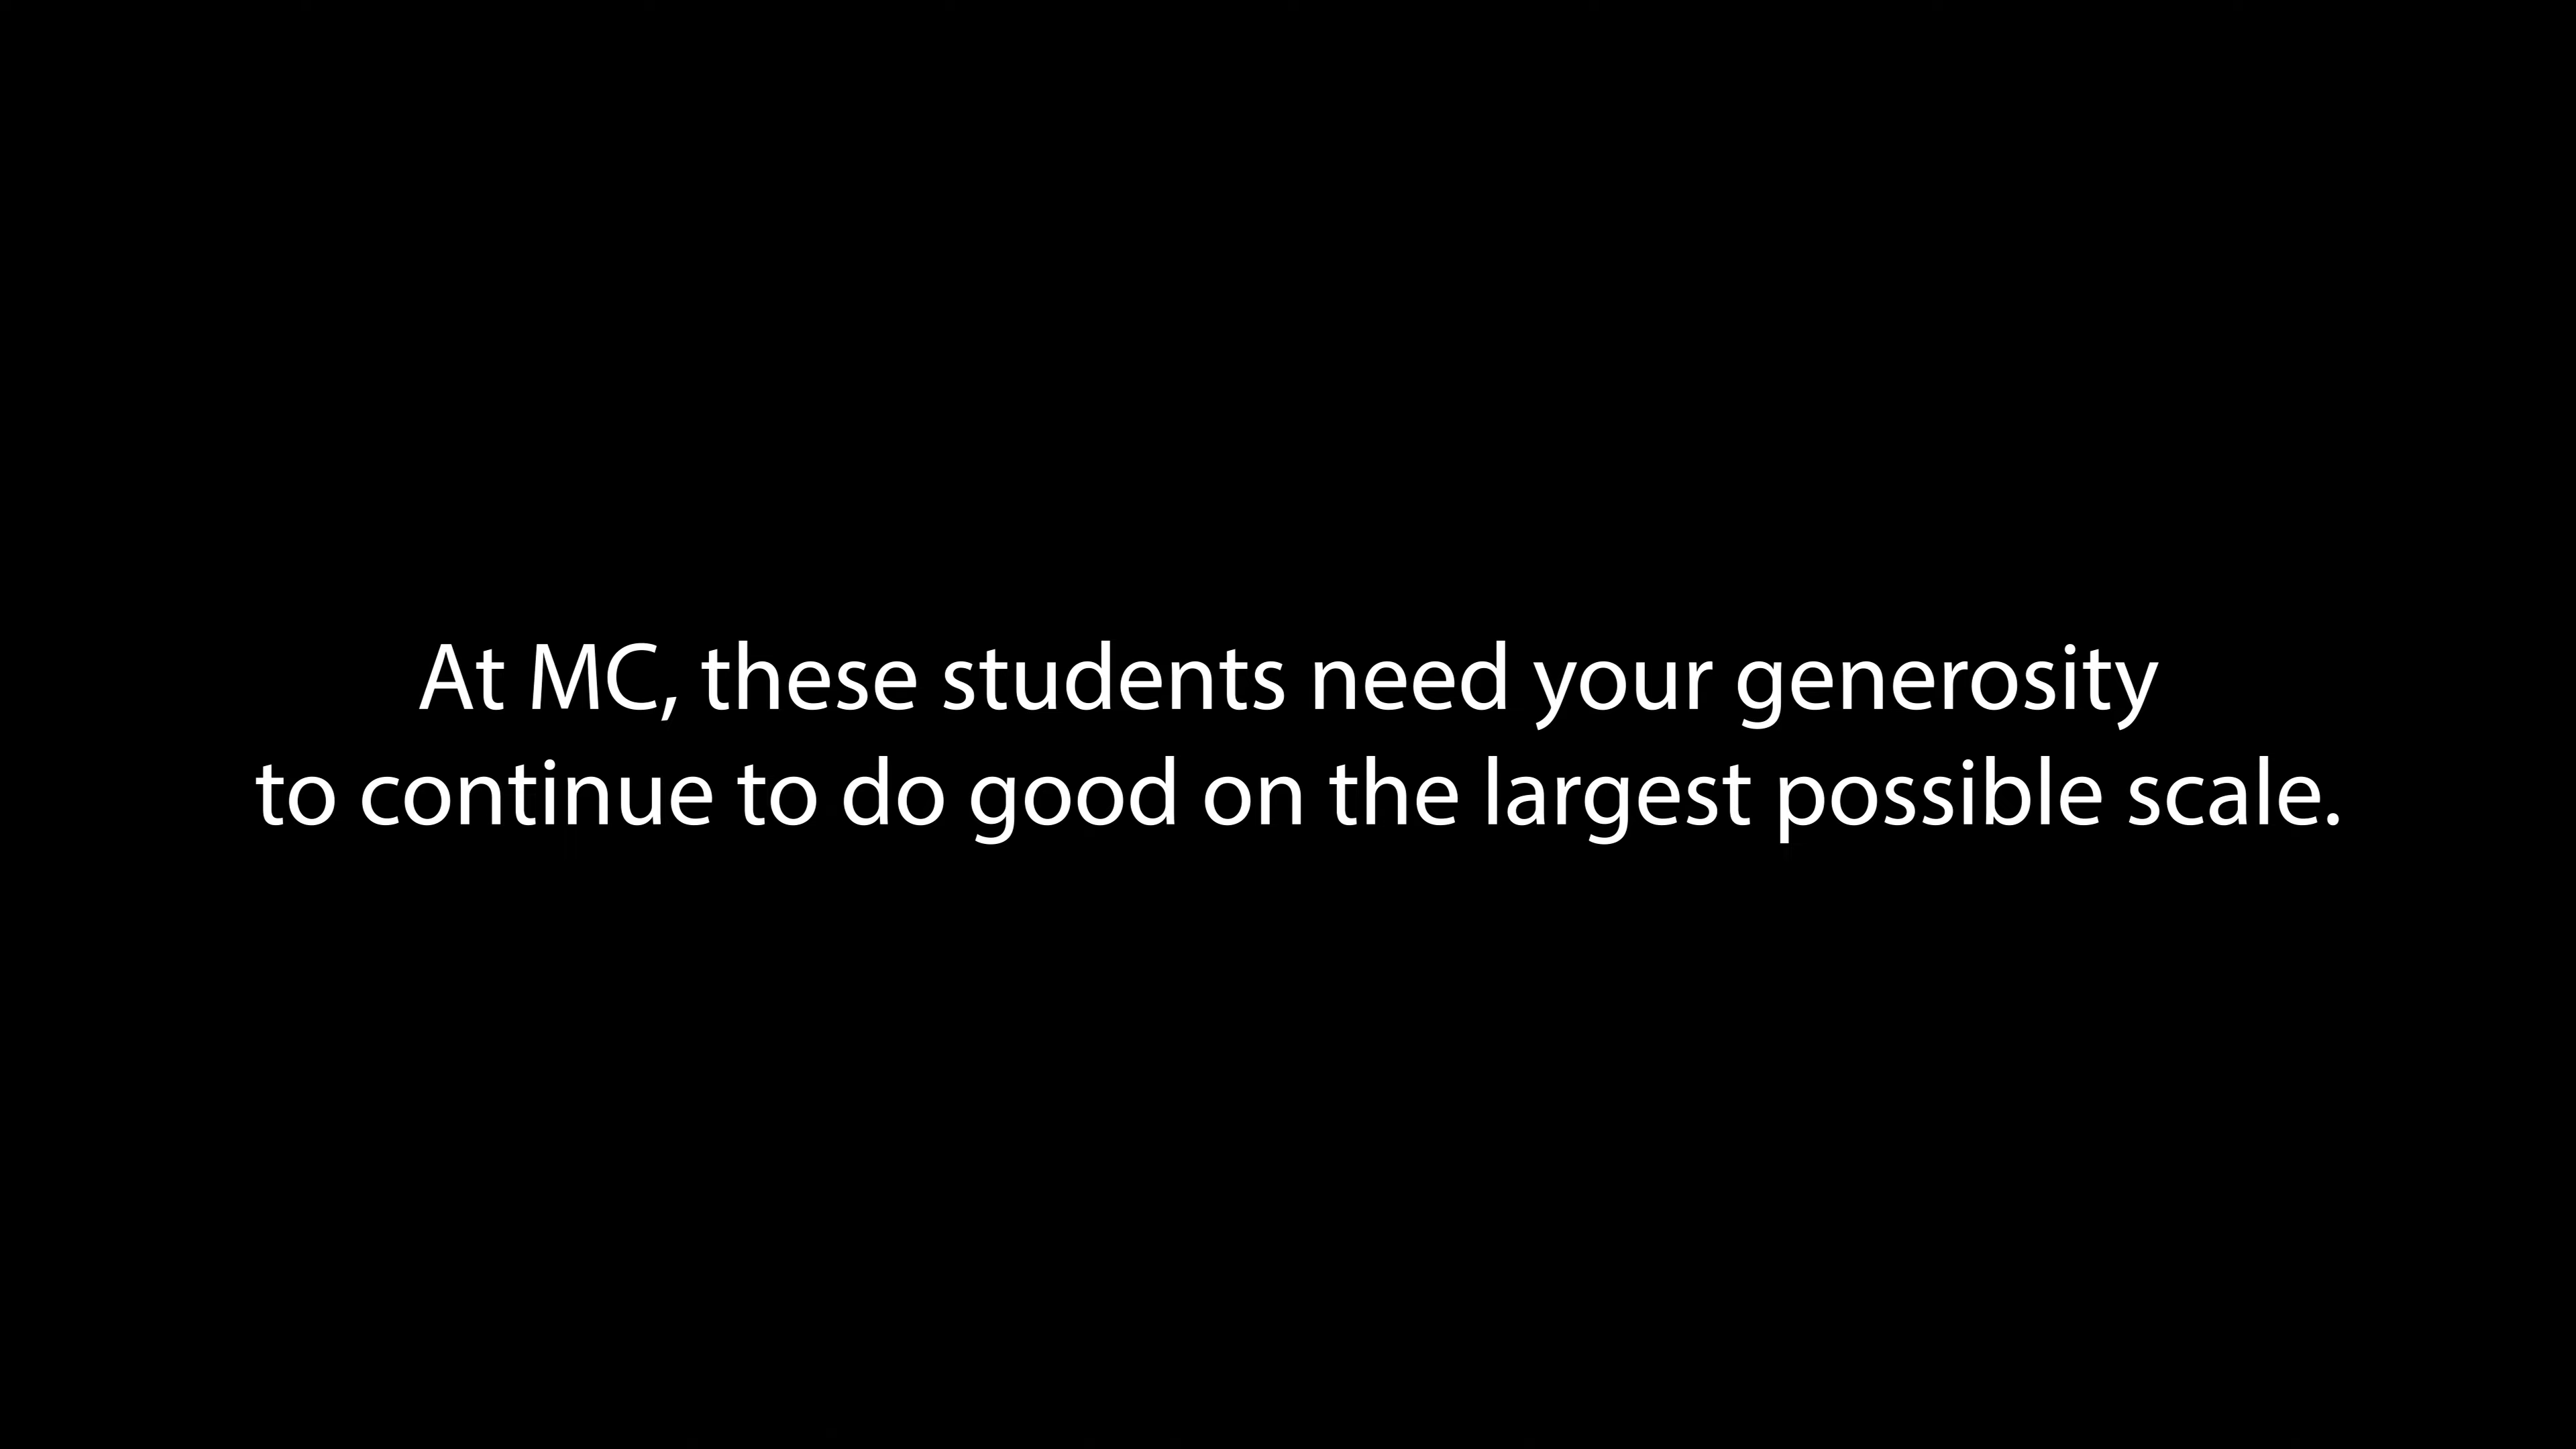 At MC, these students need your generosity
to continue to do good on the largest possible scale.